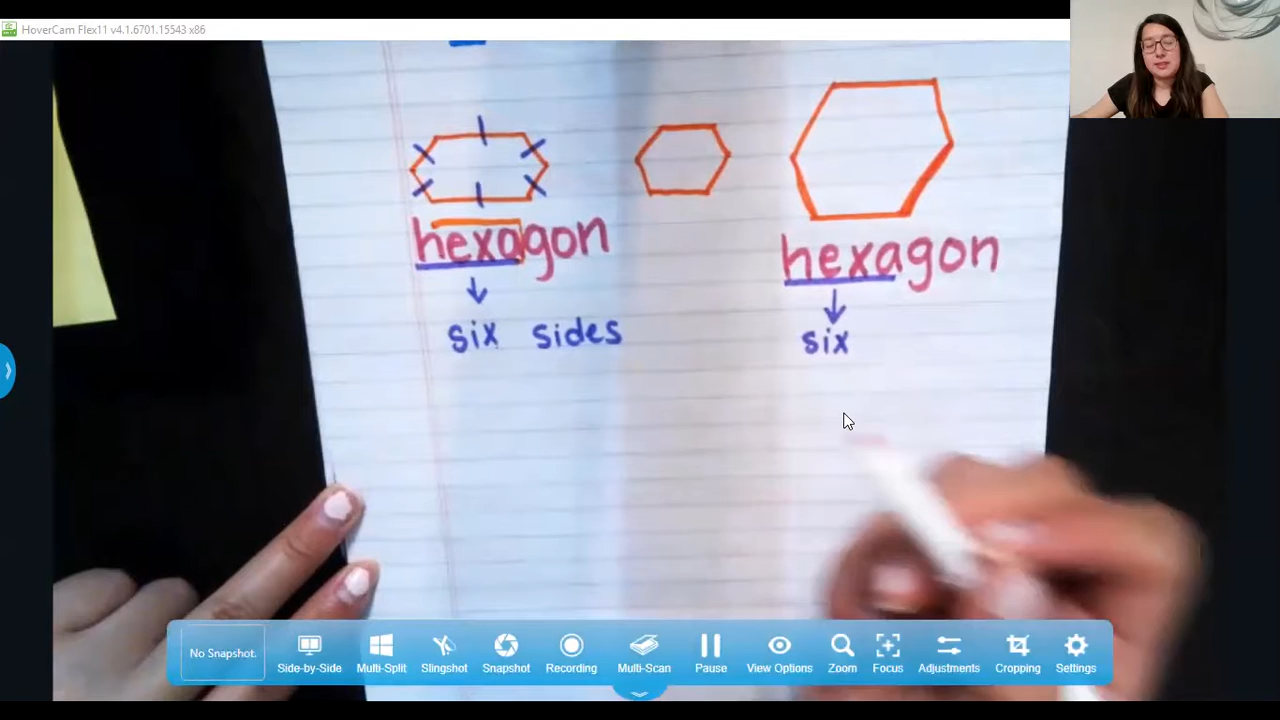 HoverCam Flex11 v4.1.6701.15543 x86
hexagon
six sides
hexagon
six
No Snapshot.
Side-by-Side
Multi-Split
Slingshot
Snapshot
Recording
Multi-Scan
Pause
View Options
Zoom
Focus
Adjustments
Cropping
Settings